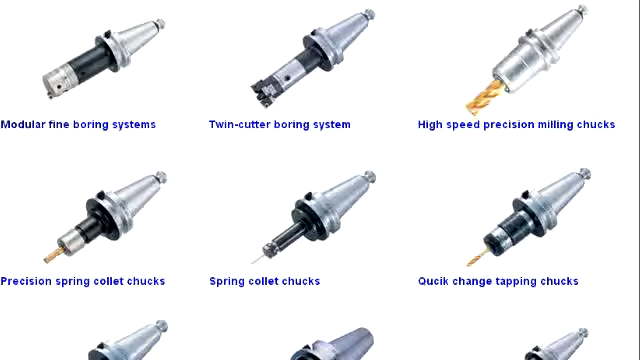 Modular fine boring systems
Twin-cutter boring system
High speed precision milling chucks
Precision spring collet chucks
Spring collet chucks
Qucik change tapping chucks